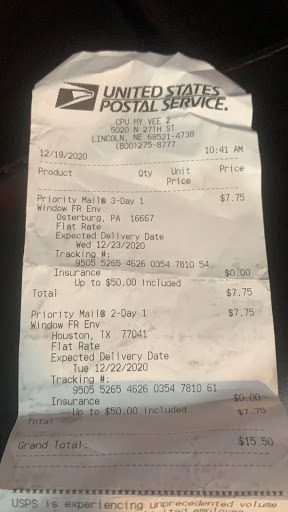 UNITED STATES
POSTAL SERVICE.
CPU HY VEE 2
5020 N 27TH ST
LINCOLN, NE 68521-4738
(800)275-8777
12/19/2020 10:41 AM
Product Qty Unit Price
Price
Priority Mail® 3-Day 1 $7.75
Window FR Env
Osterburg, PA 16667
Flat Rate
Expected Delivery Date
Wed 12/23/2020
Tracking #:
9505 5265 4626 0354 7810 54
Insurance $0.00
Up to $50.00 included
Total $7.75
Priority Mail® 2-Day 1 $7.75
Window FR Env
Houston, TX 77041
Flat Rate
Expected Delivery Date
Tue 12/22/2020
Tracking #:
9505 5265 4626 0354 7810 61
Insurance $0.00
Up to $50.00 included
Total $7.75
Grand Total: $15.50
USPS is experiencing unprecedented volume